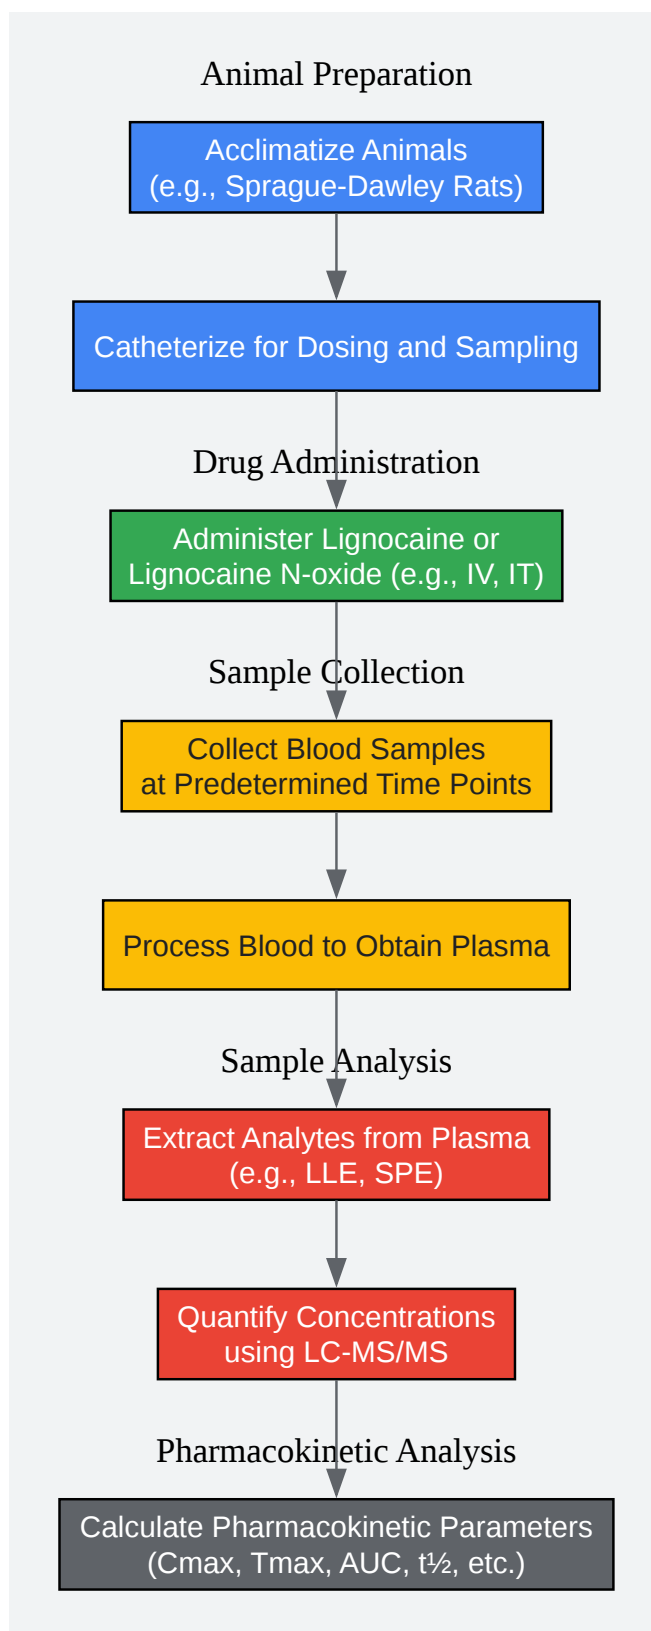 Animal Preparation
Acclimatize Animals
(e.g., Sprague-Dawley Rats)
Catheterize for Dosing and Sampling
Drug Administration
Administer Lignocaine or
Lignocaine N-oxide (e.g., IV, IT)
Sample Collection
Collect Blood Samples
at Predetermined Time Points
Process Blood to Obtain Plasma
Sample Analysis
Extract Analytes from Plasma
(e.g., LLE, SPE)
Quantify Concentrations
using LC-MS/MS
Pharmacokinetic Analysis
Calculate Pharmacokinetic Parameters
(Cmax, Tmax, AUC, t½, etc.)